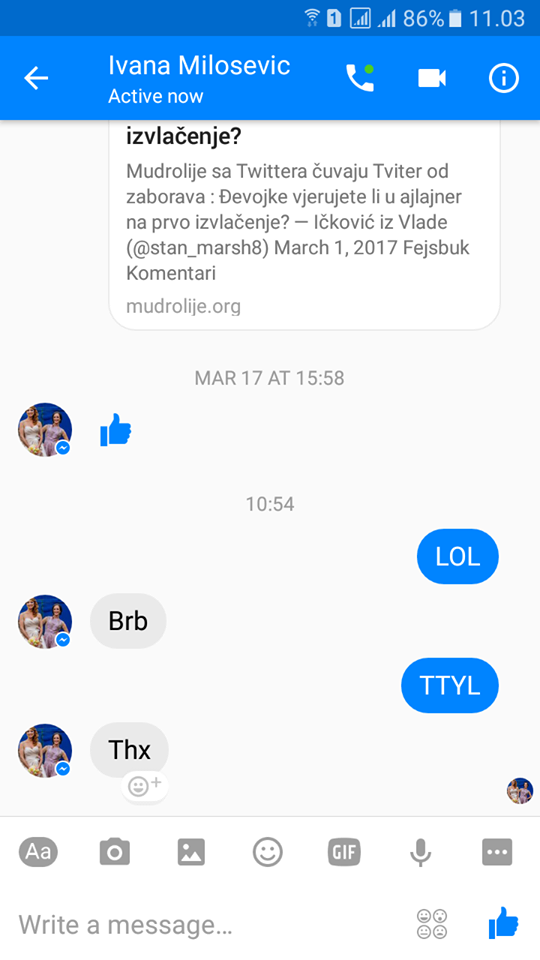 86% 11.03
Ivana Milosevic
Active now
izvlačenje?
Mudrolije sa Twittera čuvaju Tviter od
zaborava : Đevojke vjerujete li u ajlajner
na prvo izvlačenje? — Ičković iz Vlade
(@stan_marsh8) March 1, 2017 Fejsbuk
Komentari
mudrolije.org
MAR 17 AT 15:58
10:54
LOL
Brb
TTYL
Thx
Aa
GIF
Write a message...